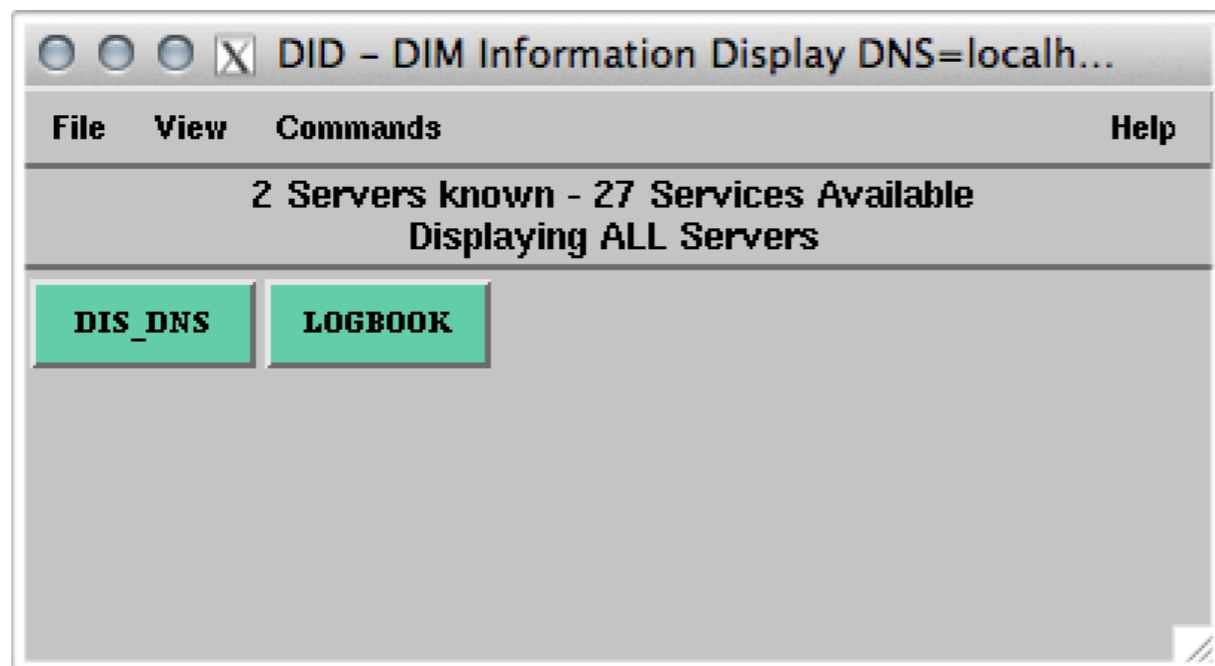 DID – DIM Information Display DNS=localh...
File View Commands Help
2 Servers known - 27 Services Available
Displaying ALL Servers
DIS_DNS LOGBOOK